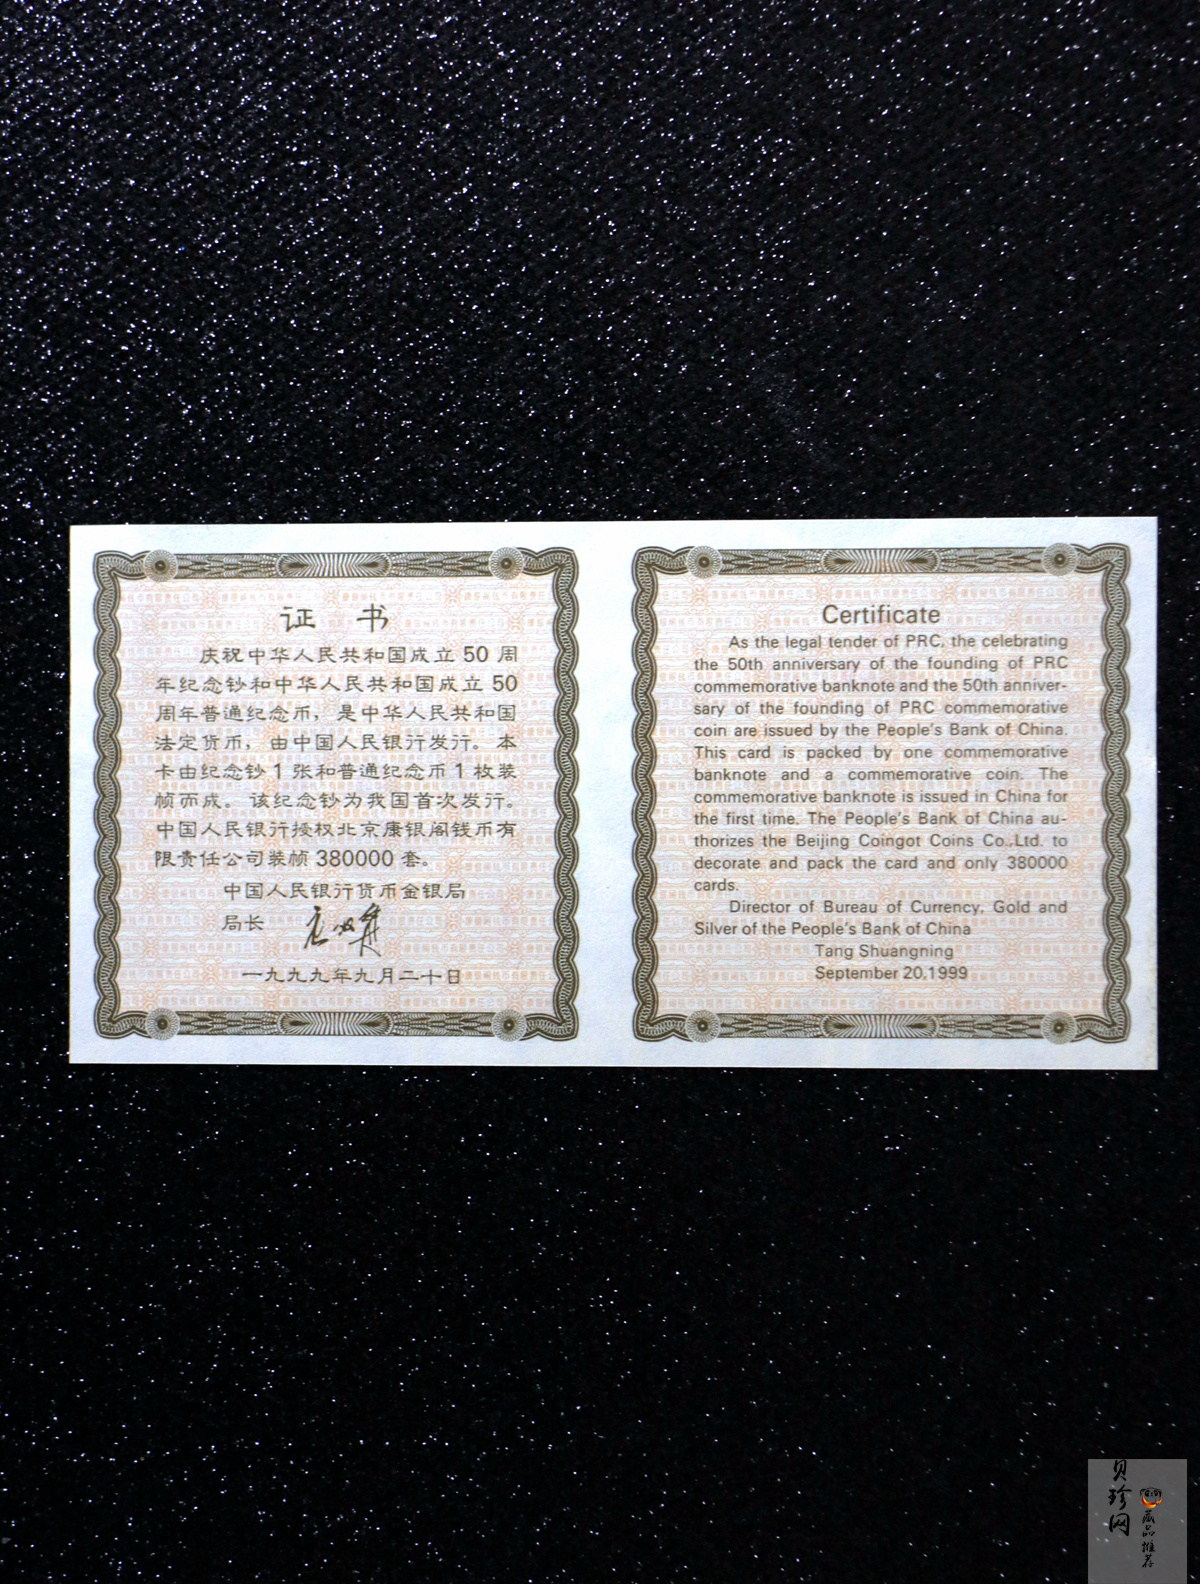 证 书
庆祝中华人民共和国成立 50 周
年纪念钞和中华人民共和国成立 50
周年普通纪念币，是中华人民共和国
法定货币，由中国人民银行发行。本
卡由纪念钞 1 张和普通纪念币 1 枚装
帧而成。该纪念钞为我国首次发行。
中国人民银行授权北京康银阁钱币有
限责任公司装帧 380000 套。
中国人民银行货币金银局
局长
一九九九年九月二十日
Certificate
As the legal tender of PRC, the celebrating
the 50th anniversary of the founding of PRC
commemorative banknote and the 50th anniver-
sary of the founding of PRC commemorative
coin are issued by the People's Bank of China.
This card is packed by one commemorative
banknote and a commemorative coin. The
commemorative banknote is issued in China for
the first time. The People's Bank of China au-
thorizes the Beijing Coingot Coins Co.,Ltd. to
decorate and pack the card and only 380000
cards.
Director of Bureau of Currency, Gold and
Silver of the People's Bank of China
Tang Shuangning
September 20,1999
贝珍网
藏品推荐